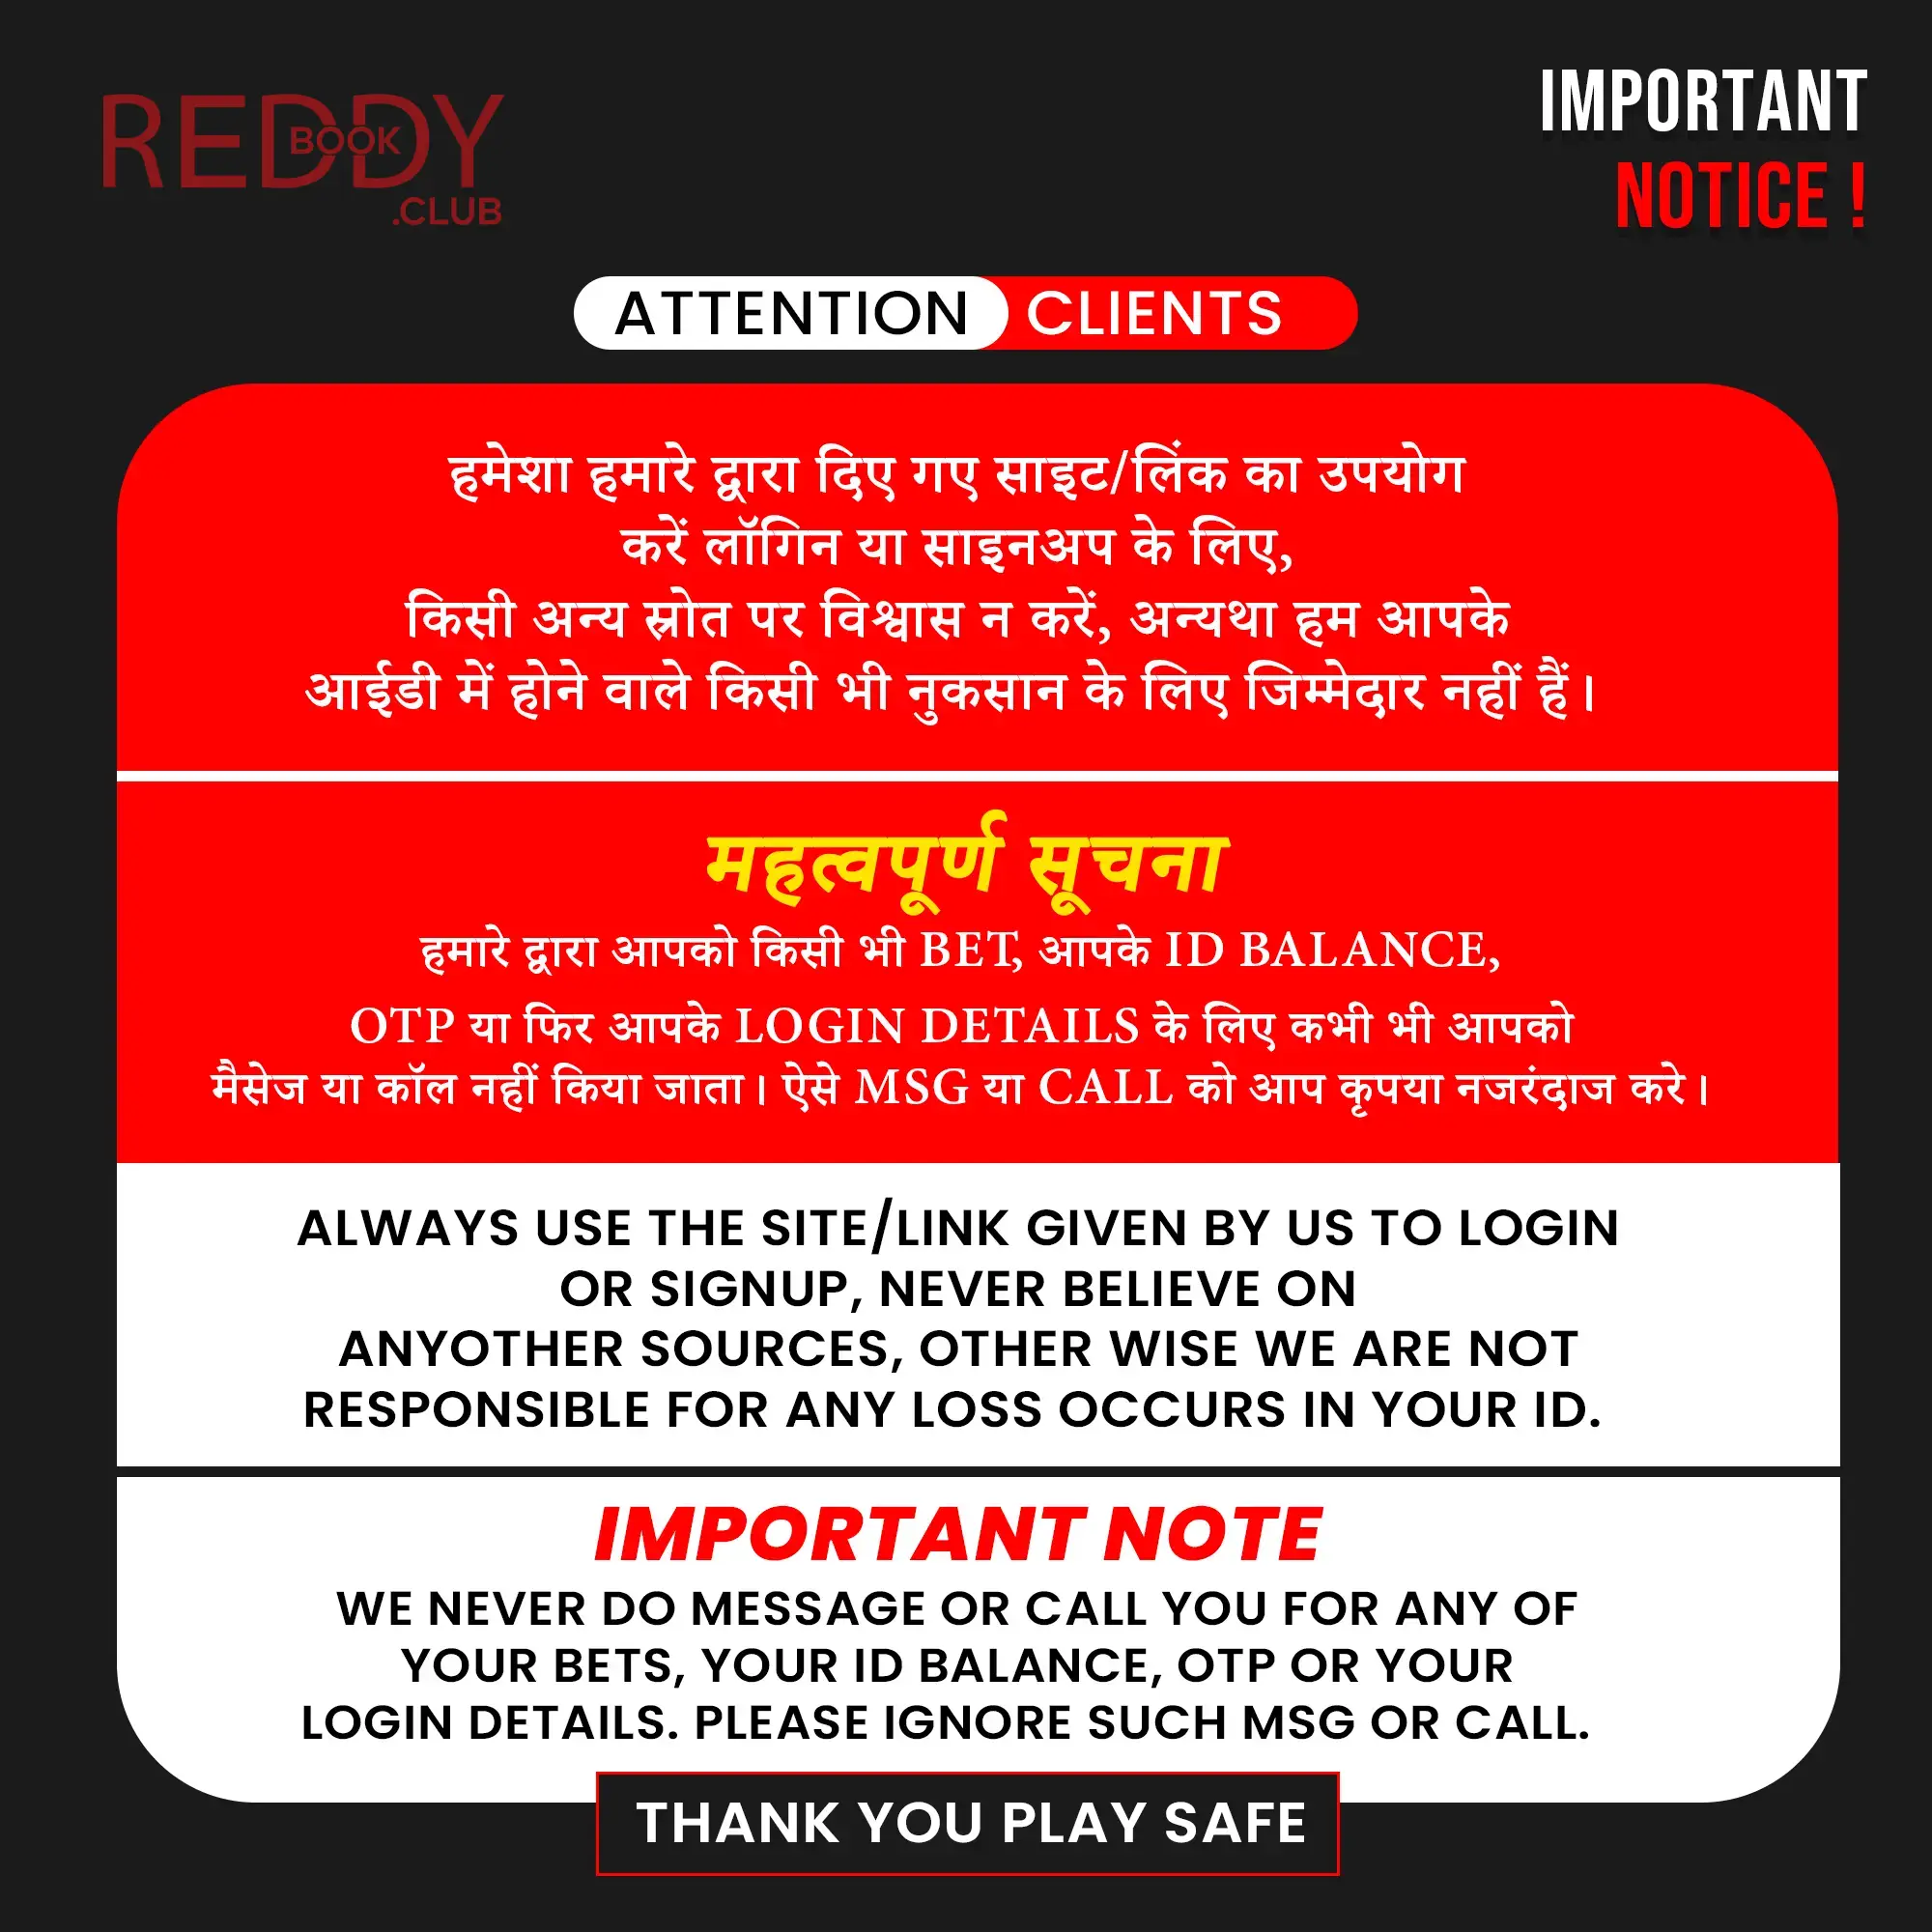 REDDY
BOOK
.CLUB
IMPORTANT
NOTICE !
ATTENTION CLIENTS
हमेशा हमारे द्वारा दिए गए साइट/लिंक का उपयोग
करें लॉगिन या साइनअप के लिए,
किसी अन्य स्रोत पर विश्वास न करें, अन्यथा हम आपके
आईडी में होने वाले किसी भी नुकसान के लिए जिम्मेदार नहीं हैं।
महत्वपूर्ण सूचना
हमारे द्वारा आपको किसी भी BET, आपके ID BALANCE,
OTP या फिर आपके LOGIN DETAILS के लिए कभी भी आपको
मैसेज या कॉल नहीं किया जाता। ऐसे MSG या CALL को आप कृपया नजरंदाज करे।
ALWAYS USE THE SITE/LINK GIVEN BY US TO LOGIN
OR SIGNUP, NEVER BELIEVE ON
ANYOTHER SOURCES, OTHER WISE WE ARE NOT
RESPONSIBLE FOR ANY LOSS OCCURS IN YOUR ID.
IMPORTANT NOTE
WE NEVER DO MESSAGE OR CALL YOU FOR ANY OF
YOUR BETS, YOUR ID BALANCE, OTP OR YOUR
LOGIN DETAILS. PLEASE IGNORE SUCH MSG OR CALL.
THANK YOU PLAY SAFE